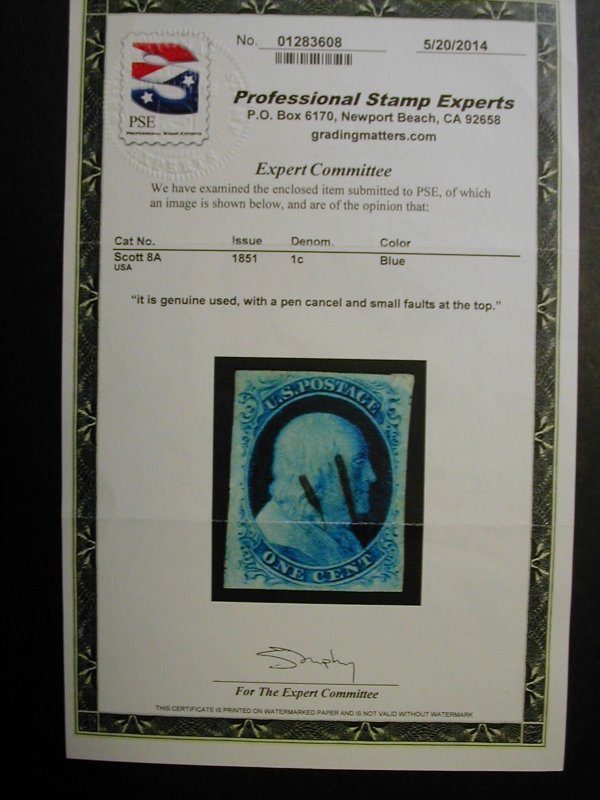 No. 01283608 5/20/2014
PSE
PROFESSIONAL STAMP EXPERTS
Professional Stamp Experts
P.O. Box 6170, Newport Beach, CA 92658
gradingmatters.com
Expert Committee
We have examined the enclosed item submitted to PSE, of which
an image is shown below, and are of the opinion that:
Cat No. Issue Denom. Color
Scott 8A 1851 1c Blue
USA
"it is genuine used, with a pen cancel and small faults at the top."
U.S. POSTAGE
ONE CENT
For The Expert Committee
THIS CERTIFICATE IS PRINTED ON WATERMARKED PAPER AND IS NOT VALID WITHOUT WATERMARK